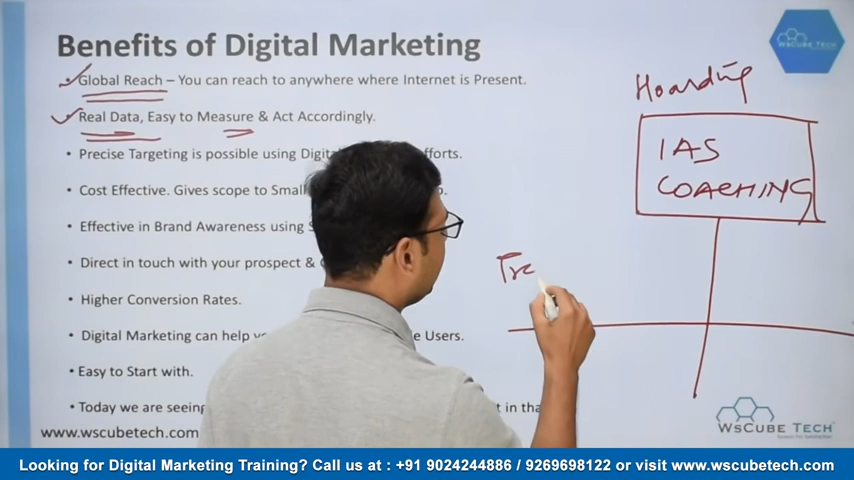 Benefits of Digital Marketing
WsCUBE TECH
• Global Reach – You can reach to anywhere where Internet is Present.
Hoarding
• Real Data, Easy to Measure & Act Accordingly.
IAS
COACHING
• Precise Targeting is possible using
• Cost Effective. Gives scope to Small
• Effective in Brand Awareness using
• Direct in touch with your prospect &
• Higher Conversion Rates.
• Digital Marketing can help Users.
• Easy to Start with.
• Today we are in
www.wscubetech.com
WsCUBE TECH
Looking for Digital Marketing Training? Call us at : +91 9024244886 / 9269698122 or visit www.wscubetech.com